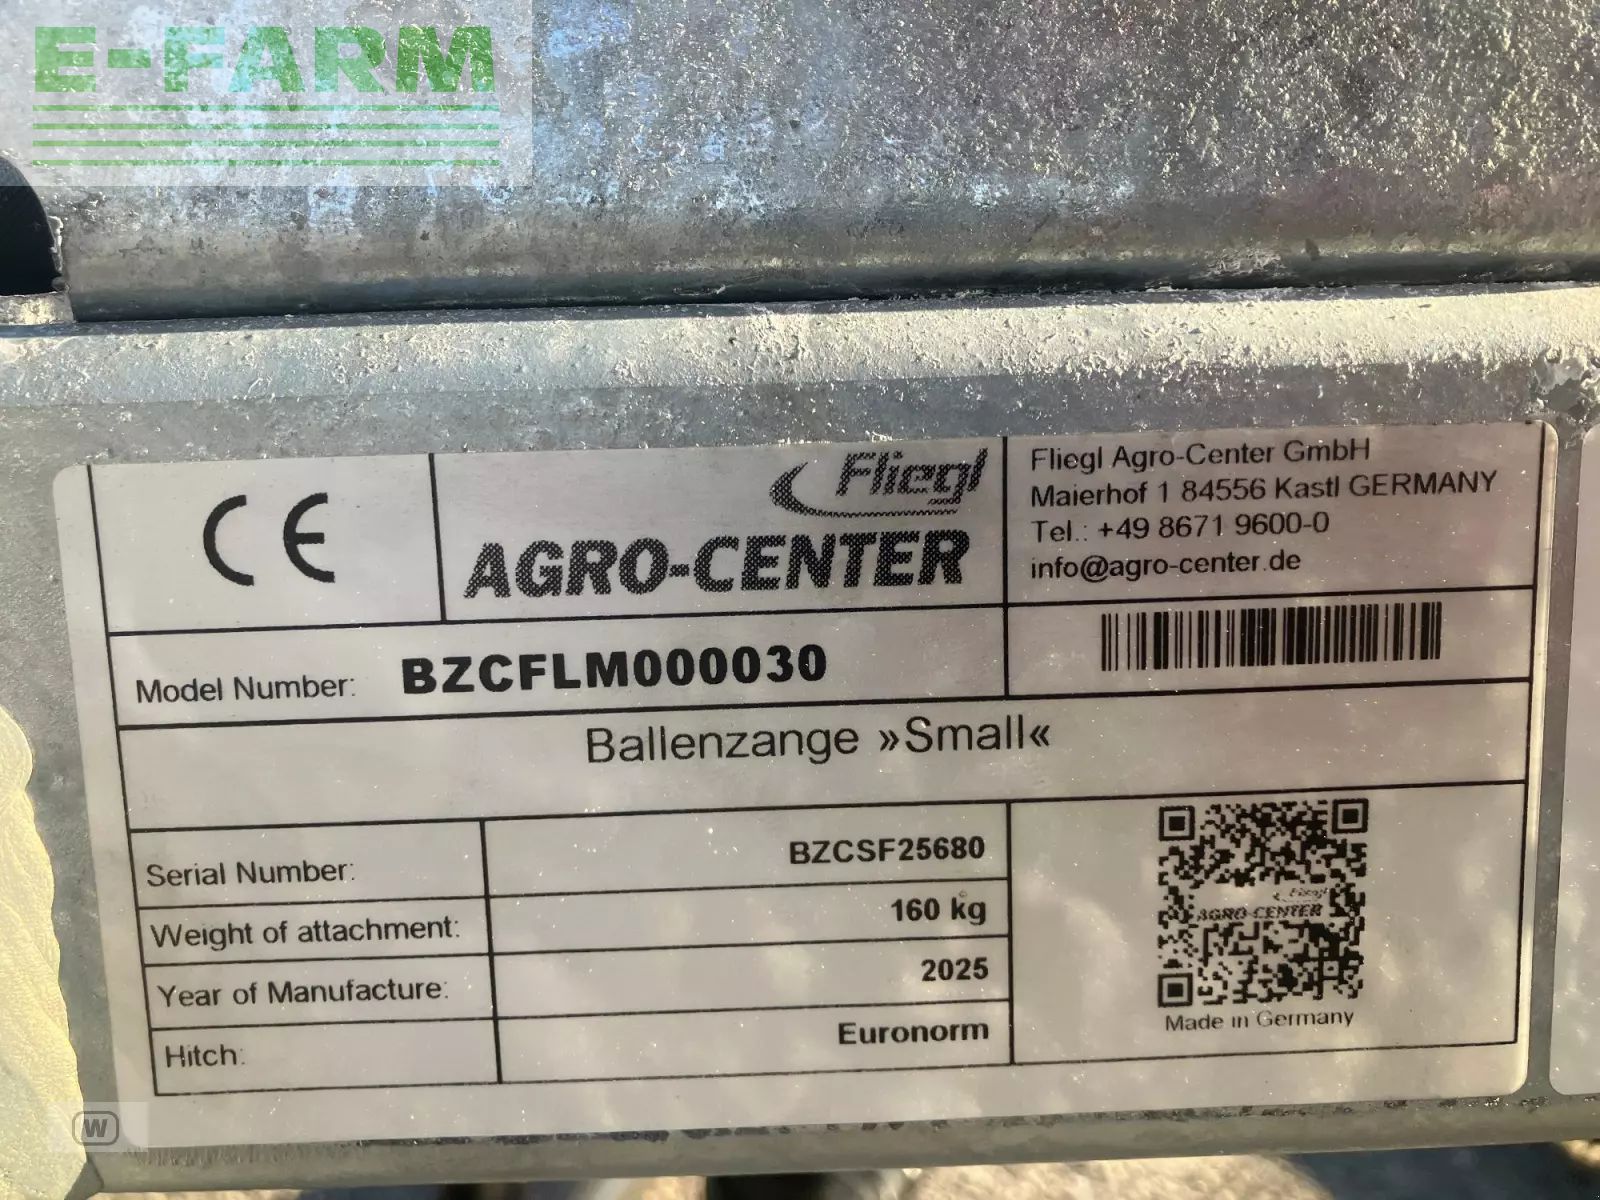 E-FARM
CE
Fliegl
AGRO-CENTER
Fliegl Agro-Center GmbH
Maierhof 1 84556 Kastl GERMANY
Tel.: +49 8671 9600-0
info@agro-center.de
Model Number: BZCFLM000030
Ballenzange »Small«
Serial Number: BZCSF25680
Weight of attachment: 160 kg
Year of Manufacture: 2025
Hitch: Euronorm
Fliegl
AGRO-CENTER
Made in Germany
W